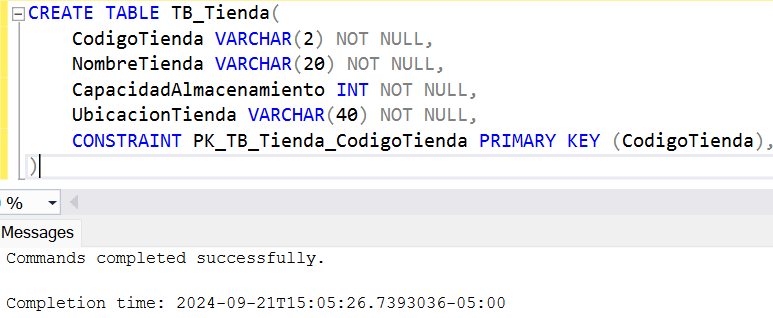 CREATE TABLE TB_Tienda(
CodigoTienda VARCHAR(2) NOT NULL,
NombreTienda VARCHAR(20) NOT NULL,
CapacidadAlmacenamiento INT NOT NULL,
UbicacionTienda VARCHAR(40) NOT NULL,
CONSTRAINT PK_TB_Tienda_CodigoTienda PRIMARY KEY (CodigoTienda),
)
%
Messages
Commands completed successfully.
Completion time: 2024-09-21T15:05:26.7393036-05:00